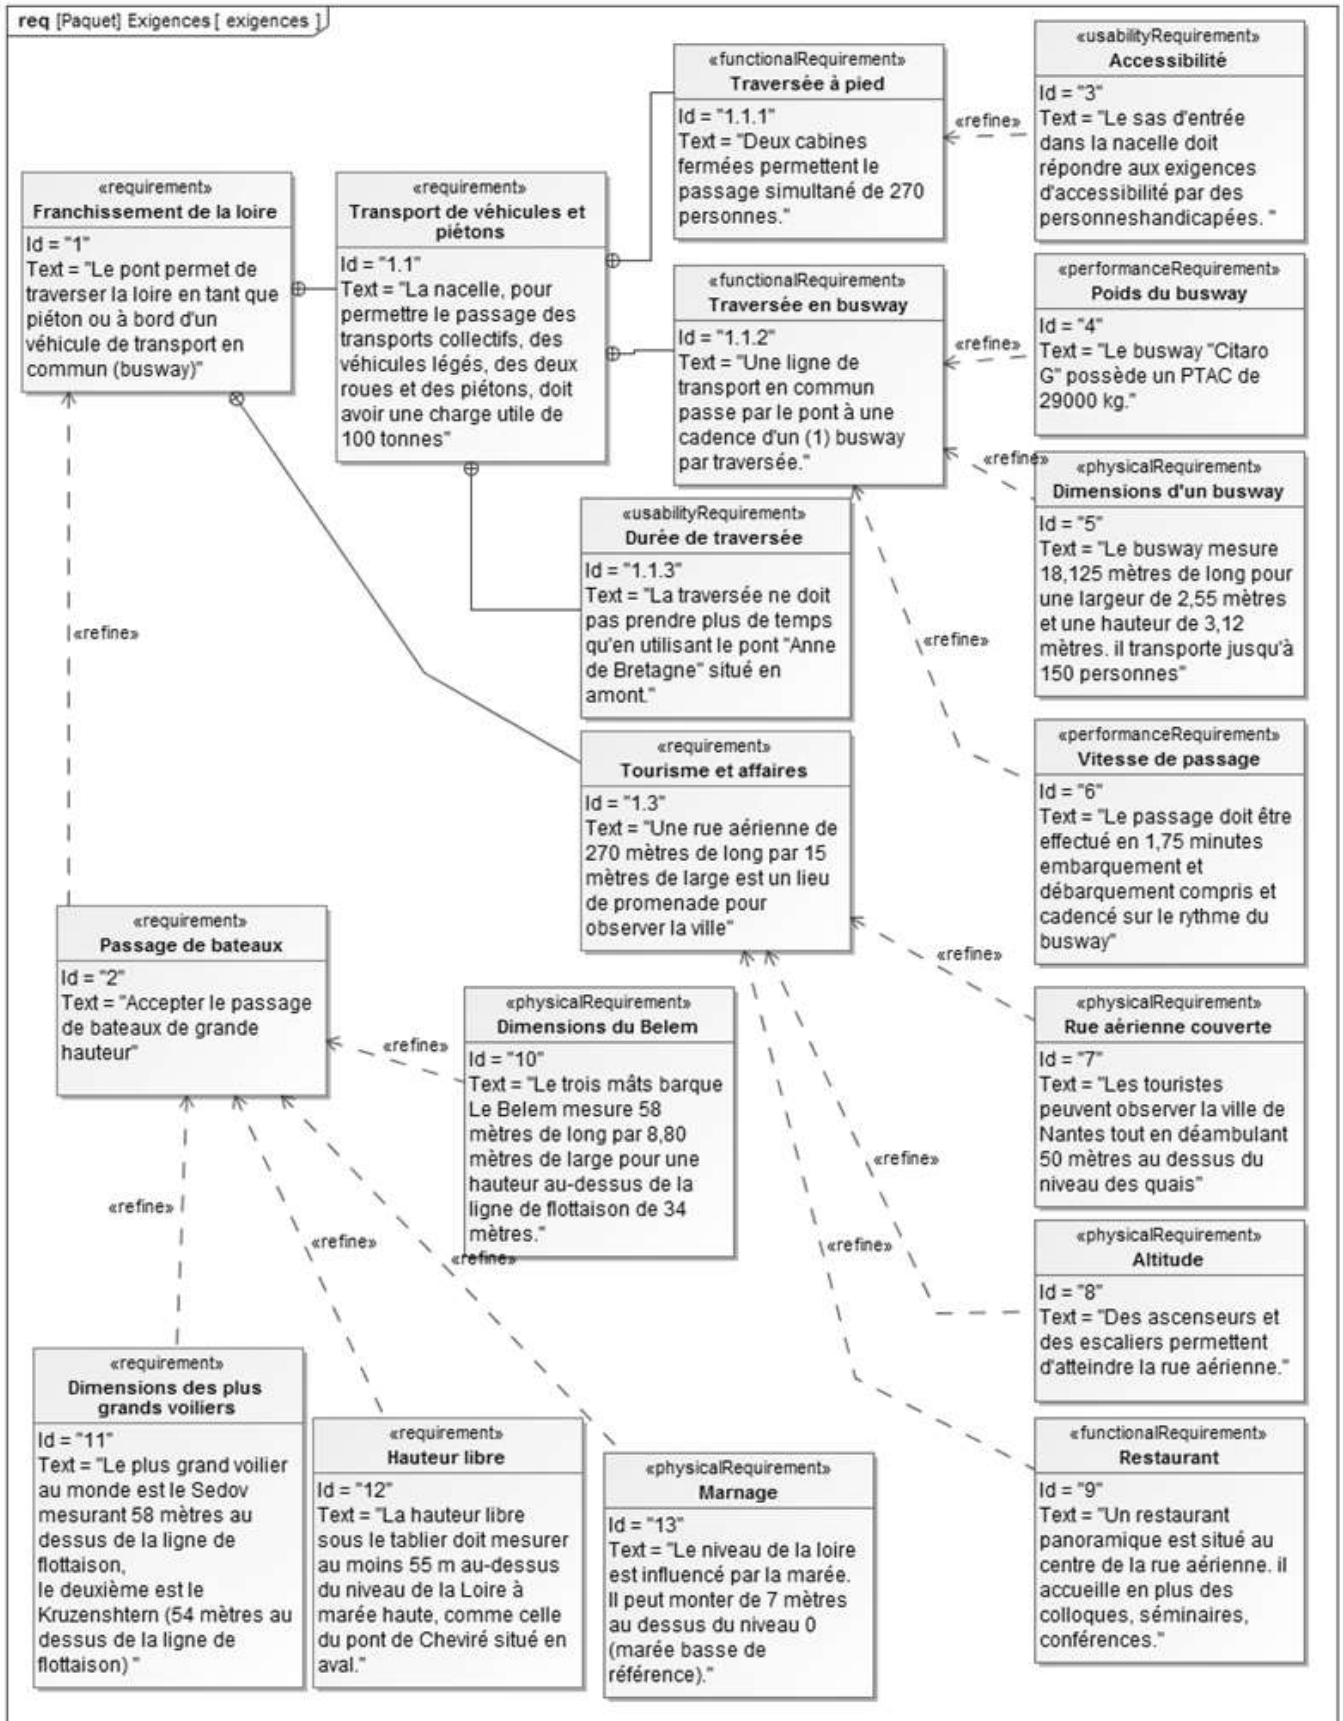 req [Paquet] Exigences [ exigences ]
«requirement»
Franchissement de la loire
Id = "1"
Text = "Le pont permet de
traverser la loire en tant que
piéton ou à bord d'un
véhicule de transport en
commun (busway)"
«requirement»
Transport de véhicules et
piétons
Id = "1.1"
Text = "La nacelle, pour
permettre le passage des
transports collectifs, des
véhicules légés, des deux
roues et des piétons, doit
avoir une charge utile de
100 tonnes"
«functionalRequirement»
Traversée à pied
Id = "1.1.1"
Text = "Deux cabines
fermées permettent le
passage simultané de 270
personnes."
«refine»
«usabilityRequirement»
Accessibilité
Id = "3"
Text = "Le sas d'entrée
dans la nacelle doit
répondre aux exigences
d'accessibilité par des
personneshandicapées. "
«functionalRequirement»
Traversée en busway
Id = "1.1.2"
Text = "Une ligne de
transport en commun
passe par le pont à une
cadence d'un (1) busway
par traversée."
«refine»
«performanceRequirement»
Poids du busway
Id = "4"
Text = "Le busway "Citaro
G" possède un PTAC de
29000 kg."
«refine»
«physicalRequirement»
Dimensions d'un busway
Id = "5"
Text = "Le busway mesure
18,125 mètres de long pour
une largeur de 2,55 mètres
et une hauteur de 3,12
mètres. il transporte jusqu'à
150 personnes"
«usabilityRequirement»
Durée de traversée
Id = "1.1.3"
Text = "La traversée ne doit
pas prendre plus de temps
qu'en utilisant le pont "Anne
de Bretagne" situé en
amont."
«refine»
«refine»
«performanceRequirement»
Vitesse de passage
Id = "6"
Text = "Le passage doit être
effectué en 1,75 minutes
embarquement et
débarquement compris et
cadencé sur le rythme du
busway"
«requirement»
Tourisme et affaires
Id = "1.3"
Text = "Une rue aérienne de
270 mètres de long par 15
mètres de large est un lieu
de promenade pour
observer la ville"
«refine»
«physicalRequirement»
Rue aérienne couverte
Id = "7"
Text = "Les touristes
peuvent observer la ville de
Nantes tout en déambulant
50 mètres au dessus du
niveau des quais"
«requirement»
Passage de bateaux
Id = "2"
Text = "Accepter le passage
de bateaux de grande
hauteur"
«refine»
«physicalRequirement»
Dimensions du Belem
Id = "10"
Text = "Le trois mâts barque
Le Belem mesure 58
mètres de long par 8,80
mètres de large pour une
hauteur au-dessus de la
ligne de flottaison de 34
mètres."
«refine»
«refine»
«physicalRequirement»
Altitude
Id = "8"
Text = "Des ascenseurs et
des escaliers permettent
d'atteindre la rue aérienne."
«refine»
«refine»
«refine»
«requirement»
Dimensions des plus
grands voiliers
Id = "11"
Text = "Le plus grand voilier
au monde est le Sedov
mesurant 58 mètres au
dessus de la ligne de
flottaison,
le deuxième est le
Kruzenshtern (54 mètres au
dessus de la ligne de
flottaison) "
«requirement»
Hauteur libre
Id = "12"
Text = "La hauteur libre
sous le tablier doit mesurer
au moins 55 m au-dessus
du niveau de la Loire à
marée haute, comme celle
du pont de Cheviré situé en
aval."
«physicalRequirement»
Marnage
Id = "13"
Text = "Le niveau de la loire
est influencé par la marée.
Il peut monter de 7 mètres
au dessus du niveau 0
(marée basse de
référence)."
«functionalRequirement»
Restaurant
Id = "9"
Text = "Un restaurant
panoramique est situé au
centre de la rue aérienne. il
accueille en plus des
colloques, séminaires,
conférences."